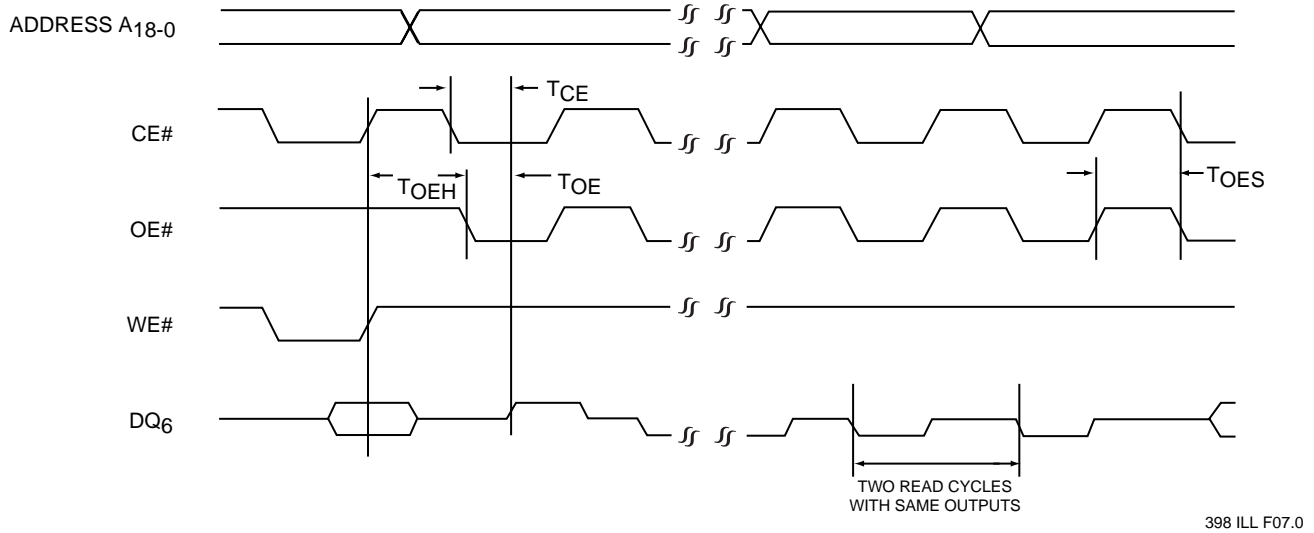 ADDRESS A18-0
TCE
CE#
TOEH
TOE
TOES
OE#
WE#
DQ6
TWO READ CYCLES
WITH SAME OUTPUTS
398 ILL F07.0